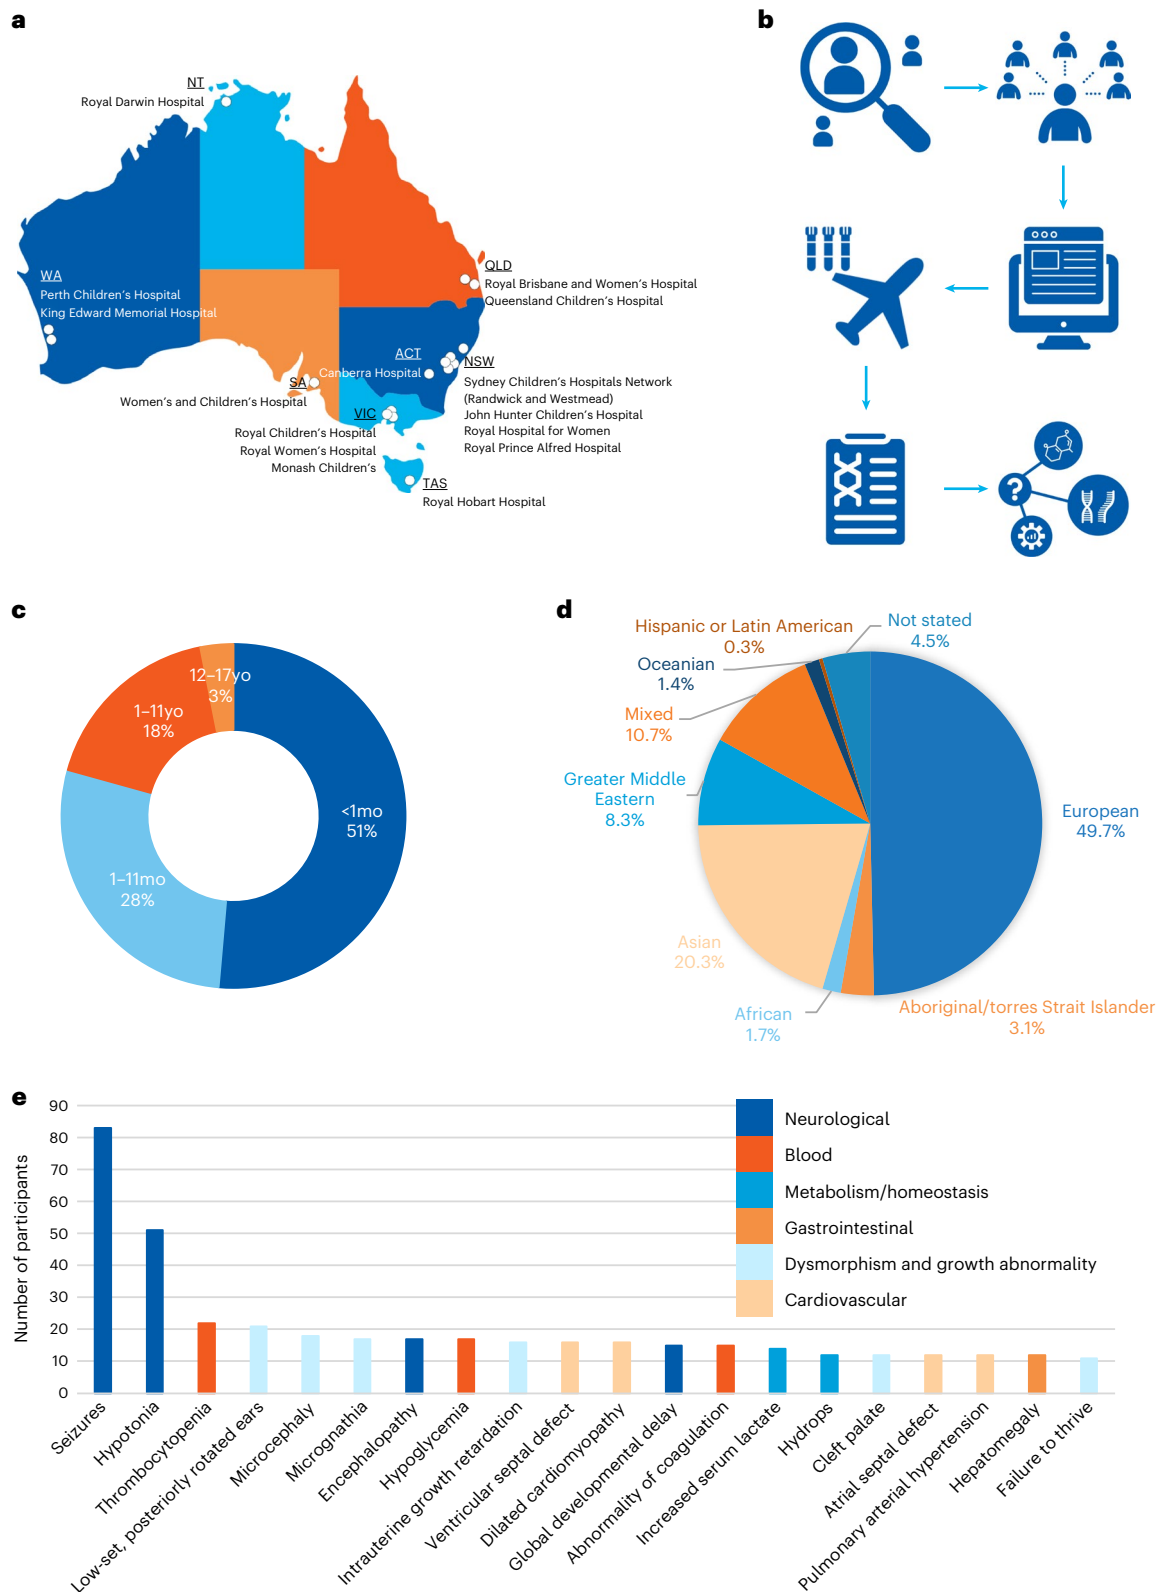 a
NT
Royal Darwin Hospital
WA
Perth Children's Hospital
King Edward Memorial Hospital
QLD
Royal Brisbane and Women's Hospital
Queensland Children's Hospital
ACT
Canberra Hospital
NSW
Sydney Children's Hospitals Network
(Randwick and Westmead)
John Hunter Children's Hospital
Royal Hospital for Women
Royal Prince Alfred Hospital
SA
Women's and Children's Hospital
VIC
Royal Children's Hospital
Royal Women's Hospital
Monash Children's
TAS
Royal Hobart Hospital
b
?
c
12–17yo
3%
1–11yo
18%
<1mo
51%
1–11mo
28%
d
Hispanic or Latin American
0.3%
Not stated
4.5%
Oceanian
1.4%
Mixed
10.7%
Greater Middle
Eastern
8.3%
European
49.7%
Asian
20.3%
African
1.7%
Aboriginal/torres Strait Islander
3.1%
e
Number of participants
90
80
70
60
50
40
30
20
10
0
Neurological
Blood
Metabolism/homeostasis
Gastrointestinal
Dysmorphism and growth abnormality
Cardiovascular
Seizures
Hypotonia
Thrombocytopenia
Low-set, posteriorly rotated ears
Microcephaly
Micrognathia
Encephalopathy
Hypoglycemia
Intrauterine growth retardation
Ventricular septal defect
Dilated cardiomyopathy
Global developmental delay
Abnormality of coagulation
Increased serum lactate
Hydrops
Cleft palate
Atrial septal defect
Pulmonary arterial hypertension
Hepatomegaly
Failure to thrive